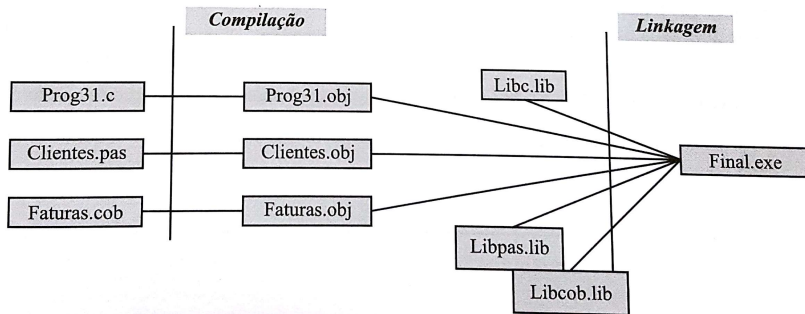 Compilação
Linkagem
Prog31.c
Prog31.obj
Libc.lib
Clientes.pas
Clientes.obj
Final.exe
Faturas.cob
Faturas.obj
Libpas.lib
Libcob.lib